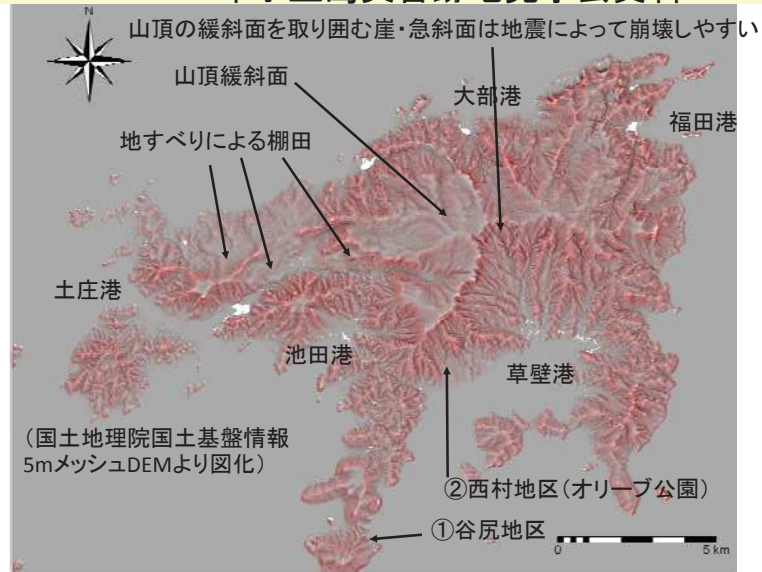 山頂の緩斜面を取り囲む崖・急斜面は地震によって崩壊しやすい
N
山頂緩斜面
大部港
福田港
地すべりによる棚田
土庄港
池田港
草壁港
（国土地理院国土基盤情報
5mメッシュDEMより図化）
②西村地区（オリーブ公園）
①谷尻地区
0 5 km